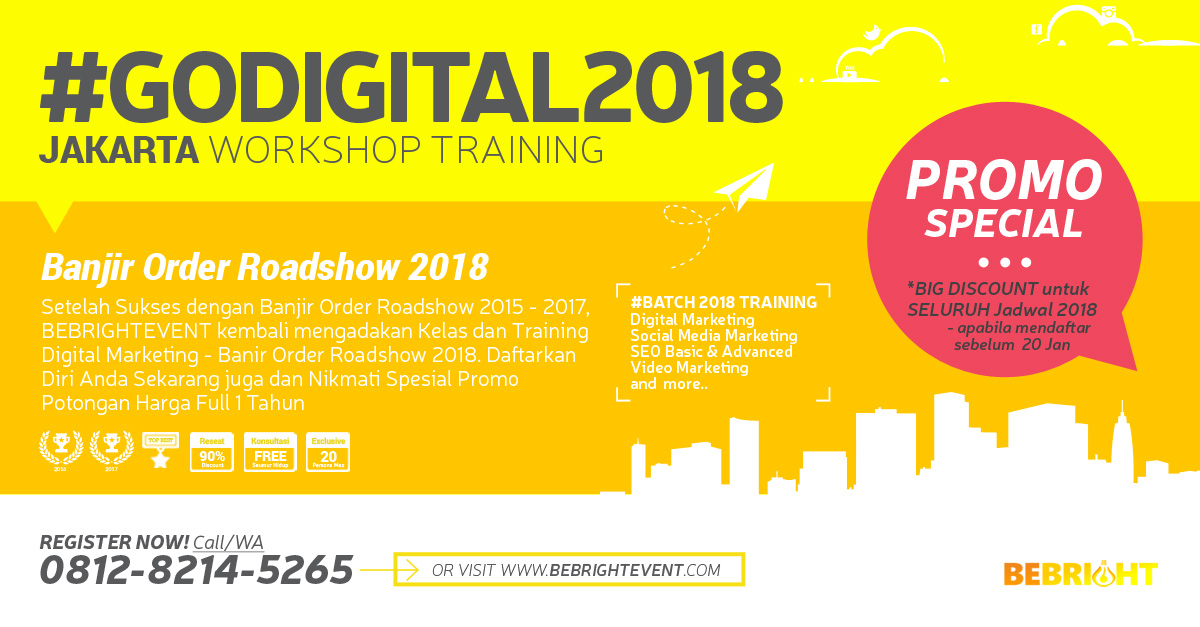 #GODIGITAL2018
JAKARTA WORKSHOP TRAINING
PROMO
SPECIAL
*BIG DISCOUNT untuk
SELURUH Jadwal 2018
- apabila mendaftar
sebelum 20 Jan
Banjir Order Roadshow 2018
Setelah Sukses dengan Banjir Order Roadshow 2015 - 2017,
BEBRIGHTEVENT kembali mengadakan Kelas dan Training
Digital Marketing - Banir Order Roadshow 2018. Daftarkan
Diri Anda Sekarang juga dan Nikmati Spesial Promo
Potongan Harga Full 1 Tahun
#BATCH 2018 TRAINING
Digital Marketing
Social Media Marketing
SEO Basic & Advanced
Video Marketing
and more..
2016
2017
TOP BEST
Reseat
90%
Discount
Konsultasi
FREE
Seumur Hidup
Exclusive
20
Persons Max
REGISTER NOW! Call/WA
0812-8214-5265
OR VISIT WWW.BEBRIGHTEVENT.COM
BEBRIGHT